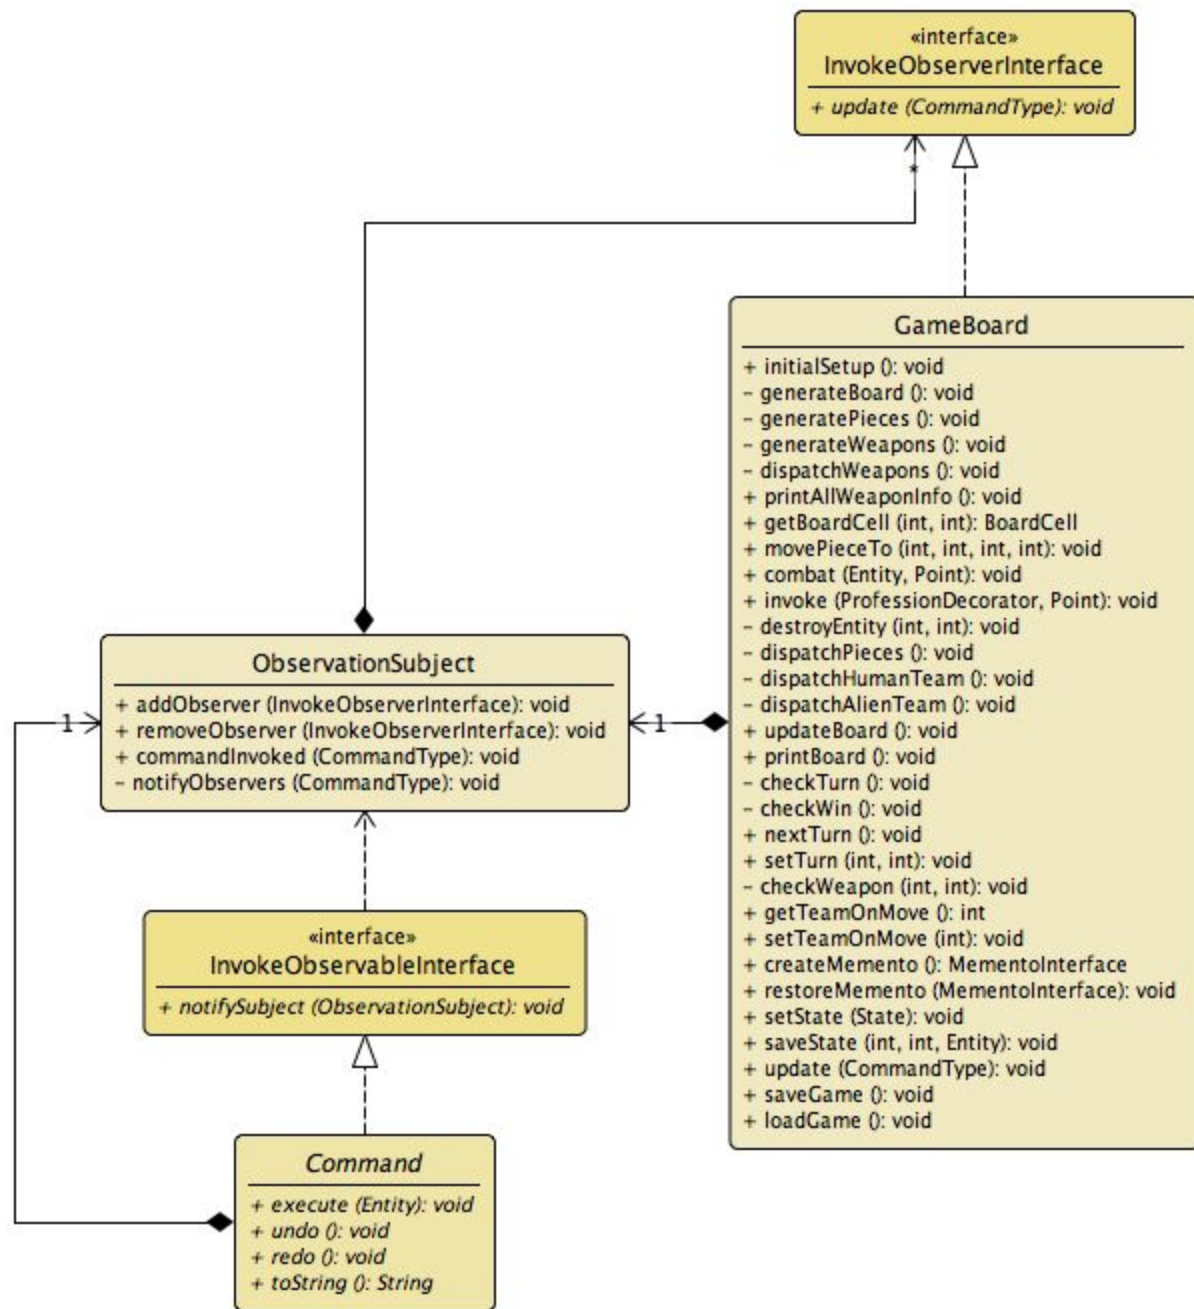 «interface»
InvokeObserverInterface
+ update (CommandType): void
*
GameBoard
+ initialSetup (): void
- generateBoard (): void
- generatePieces (): void
- generateWeapons (): void
- dispatchWeapons (): void
+ printAllWeaponInfo (): void
+ getBoardCell (int, int): BoardCell
+ movePieceTo (int, int, int, int): void
+ combat (Entity, Point): void
+ invoke (ProfessionDecorator, Point): void
- destroyEntity (int, int): void
- dispatchPieces (): void
- dispatchHumanTeam (): void
- dispatchAlienTeam (): void
+ updateBoard (): void
+ printBoard (): void
- checkTurn (): void
- checkWin (): void
+ nextTurn (): void
+ setTurn (int, int): void
- checkWeapon (int, int): void
+ getTeamOnMove (): int
+ setTeamOnMove (int): void
+ createMemento (): MementoInterface
+ restoreMemento (MementoInterface): void
+ setState (State): void
+ saveState (int, int, Entity): void
+ update (CommandType): void
+ saveGame (): void
+ loadGame (): void
ObservationSubject
+ addObserver (InvokeObserverInterface): void
+ removeObserver (InvokeObserverInterface): void
+ commandInvoked (CommandType): void
- notifyObservers (CommandType): void
1
1
«interface»
InvokeObservableInterface
+ notifySubject (ObservationSubject): void
Command
+ execute (Entity): void
+ undo (): void
+ redo (): void
+ toString (): String